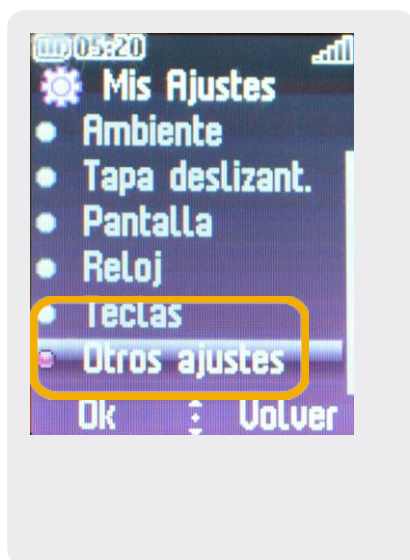 05:20
Mis Ajustes
Ambiente
Tapa deslizant.
Pantalla
Reloj
Teclas
Otros ajustes
Ok Volver